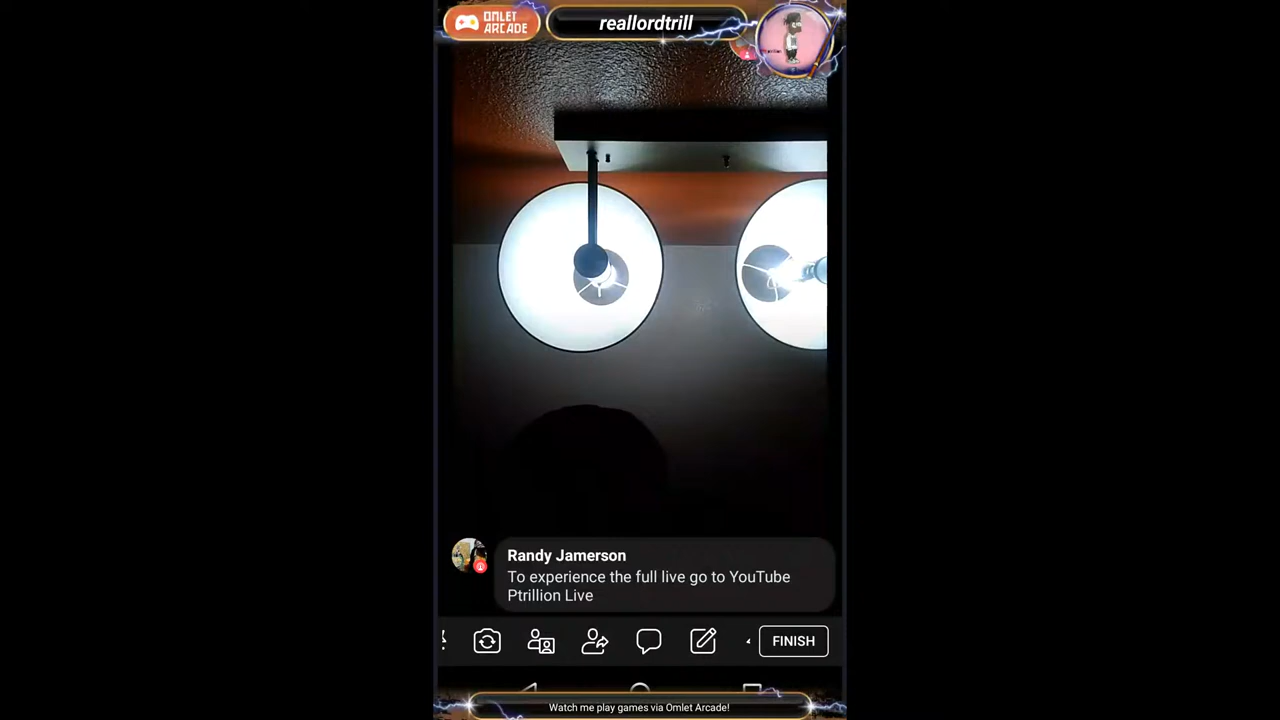 OMLET
ARCADE
reallordtrill
Randy Jamerson
To experience the full live go to YouTube
Ptrillion Live
FINISH
Watch me play games via Omlet Arcade!